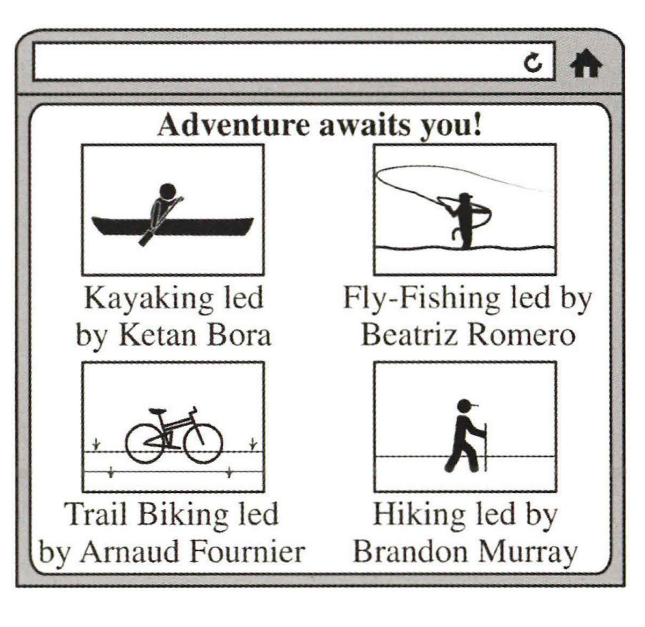 Adventure awaits you!
Kayaking led
by Ketan Bora
Fly-Fishing led by
Beatriz Romero
Trail Biking led
by Arnaud Fournier
Hiking led by
Brandon Murray